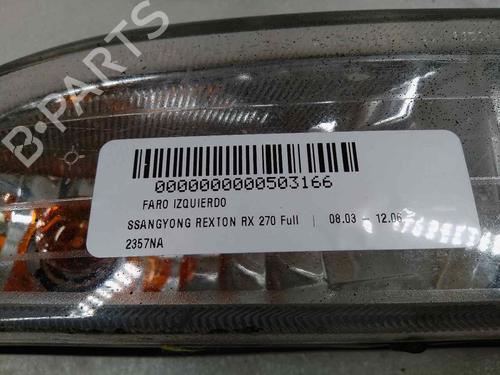 B-PARTS
0000000000503166
FARO IZQUIERDO
SSANGYONG REXTON RX 270 Full | 08.03 – 12.06
2357NA